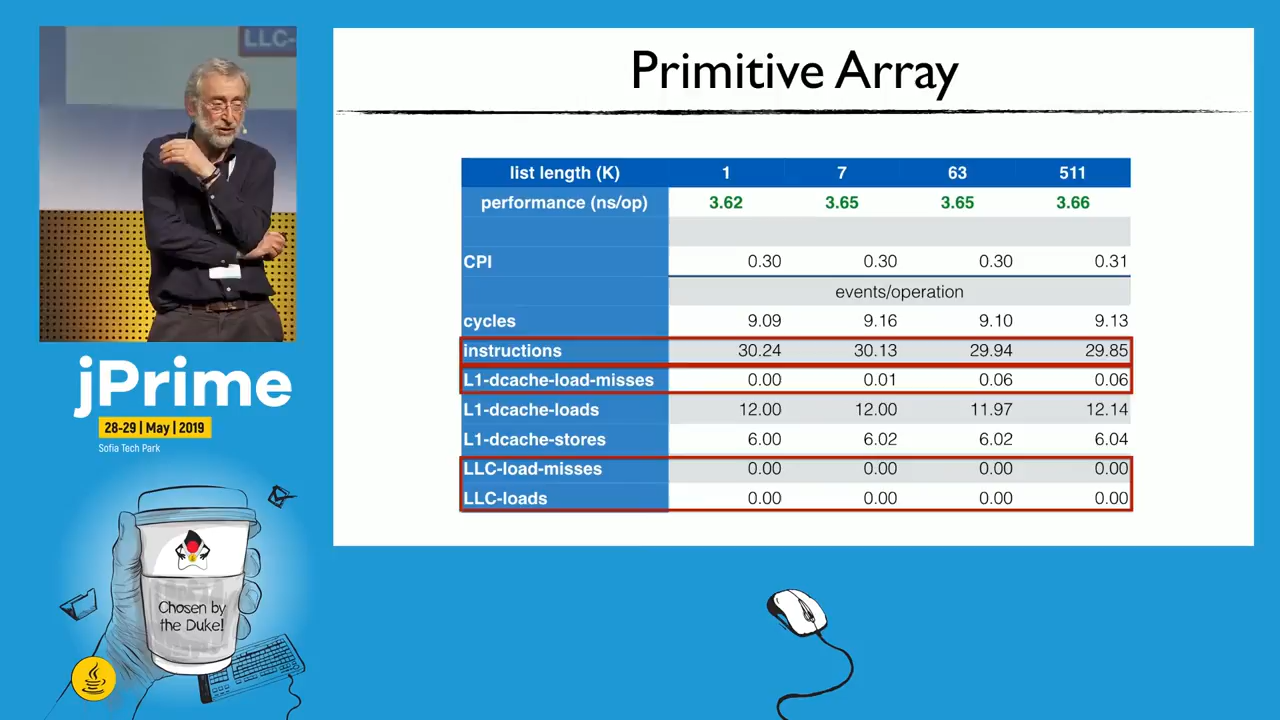 LLC-
Primitive Array
list length (K) 1 7 63 511
performance (ns/op) 3.62 3.65 3.65 3.66
CPI 0.30 0.30 0.30 0.31
events/operation
cycles 9.09 9.16 9.10 9.13
instructions 30.24 30.13 29.94 29.85
L1-dcache-load-misses 0.00 0.01 0.06 0.06
L1-dcache-loads 12.00 12.00 11.97 12.14
L1-dcache-stores 6.00 6.02 6.02 6.04
LLC-load-misses 0.00 0.00 0.00 0.00
LLC-loads 0.00 0.00 0.00 0.00
jPrime
28-29 | May | 2019
Sofia Tech Park
Chosen by
the Duke!